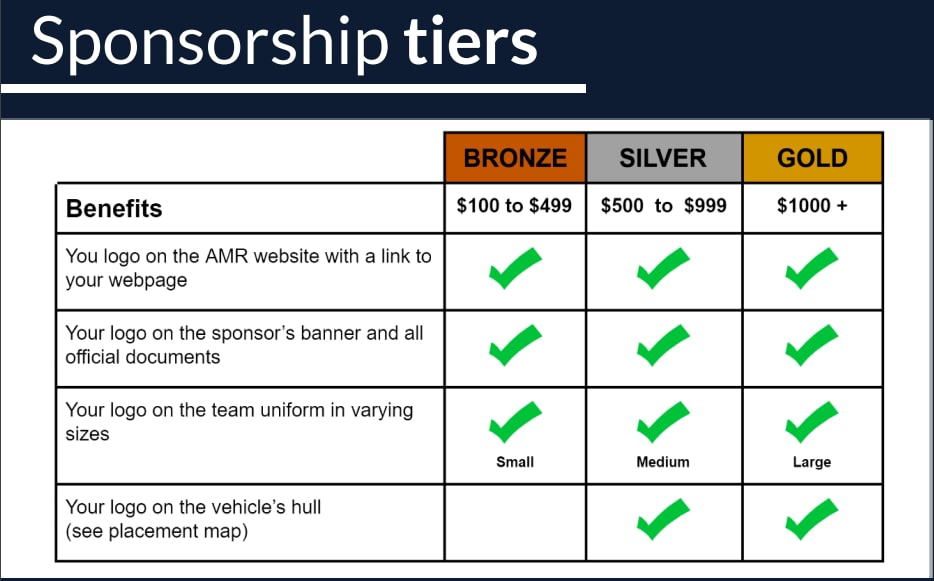 Sponsorship tiers
BRONZE SILVER GOLD
Benefits $100 to $499 $500 to $999 $1000 +
You logo on the AMR website with a link to
your webpage
Your logo on the sponsor's banner and all
official documents
Your logo on the team uniform in varying
sizes
Small Medium Large
Your logo on the vehicle's hull
(see placement map)